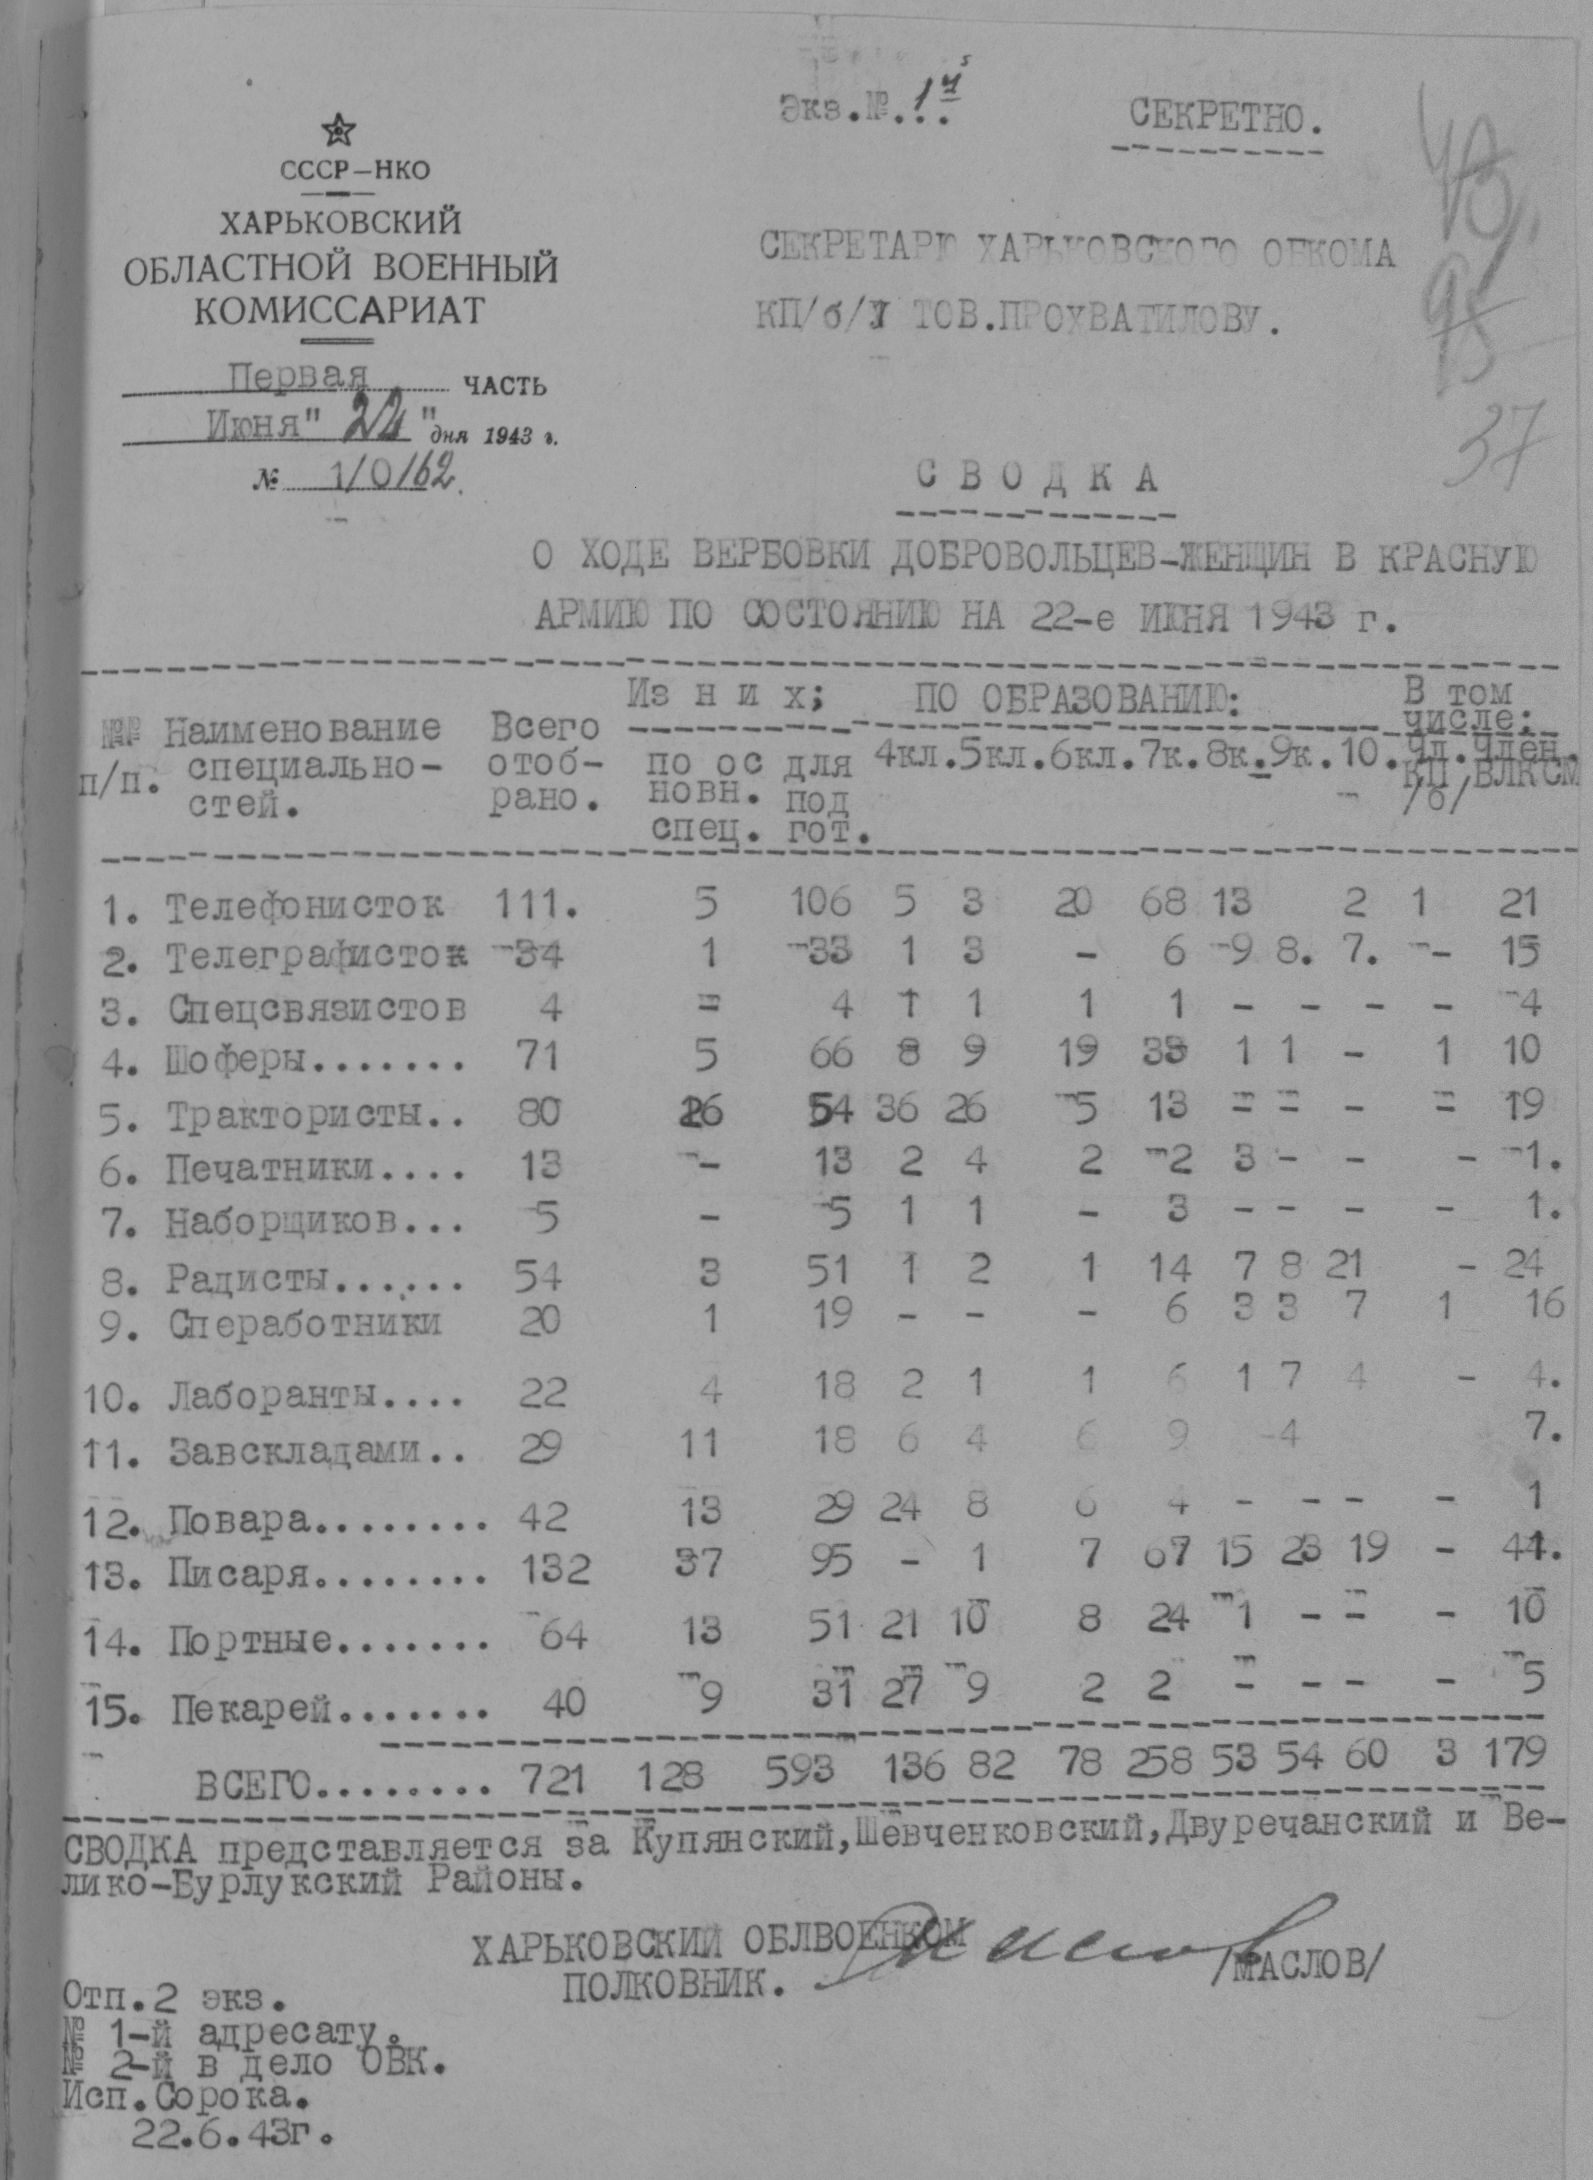 Экз.№.1й..
СЕКРЕТНО.
СССР—НКО
ХАРЬКОВСКИЙ
ОБЛАСТНОЙ ВОЕННЫЙ
КОМИССАРИАТ
Первая ЧАСТЬ
Июня "22" дня 1943 г.
№ 1/0162.
СЕКРЕТАРЮ ХАРЬКОВСКОГО ОБКОМА
КП/б/У ТОВ.ПРОХВАТИЛОВУ.
37
С В О Д К А
О ХОДЕ ВЕРБОВКИ ДОБРОВОЛЬЦЕВ-ЖЕНЩИН В КРАСНУЮ
АРМИЮ ПО СОСТОЯНИЮ НА 22-е ИЮНЯ 1943 г.
№№ п/п. Наименование специально-стей. Всего отоб-рано. Из н и х; по ос новн. спец. для под гот. ПО ОБРАЗОВАНИЮ: 4кл.5кл.6кл.7к.8к.9к.10. В том числе: Чл. КП /б/ Член. ВЛКСМ
1. Телефонисток 111. 5 106 5 3 20 68 13 2 1 21
2. Телеграфисток 34 1 33 1 3 - 6 9 8. 7. - 15
3. Спецсвязистов 4 = 4 1 1 1 1 - - - - 4
4. Шоферы....... 71 5 66 8 9 19 33 1 1 - 1 10
5. Трактористы.. 80 26 54 36 26 5 13 = = - = 19
6. Печатники.... 13 - 13 2 4 2 2 3 - - - 1.
7. Наборщиков... 5 - 5 1 1 - 3 - - - - 1.
8. Радисты...... 54 3 51 1 2 1 14 7 8 21 - 24
9. Спеработники 20 1 19 - - - 6 3 3 7 1 16
10. Лаборанты.... 22 4 18 2 1 1 6 1 7 4 - 4.
11. Завскладами.. 29 11 18 6 4 6 9 -4 7.
12. Повара........ 42 13 29 24 8 6 4 - - - - 1
13. Писаря........ 132 37 95 - 1 7 67 15 23 19 - 41.
14. Портные....... 64 13 51 21 10 8 24 1 - - - 10
15. Пекарей....... 40 9 31 27 9 2 2 - - - - 5
ВСЕГО........ 721 128 593 136 82 78 258 53 54 60 3 179
СВОДКА представляется за Купянский,Шевченковский,Двуречанский и Ве-
лико-Бурлукский Районы.
ХАРЬКОВСКИЙ ОБЛВОЕНКОМ
ПОЛКОВНИК. /МАСЛОВ/
Отп.2 экз.
№ 1-й адресату.
№ 2-й в дело ОВК.
Исп.Сорока.
22.6.43г.